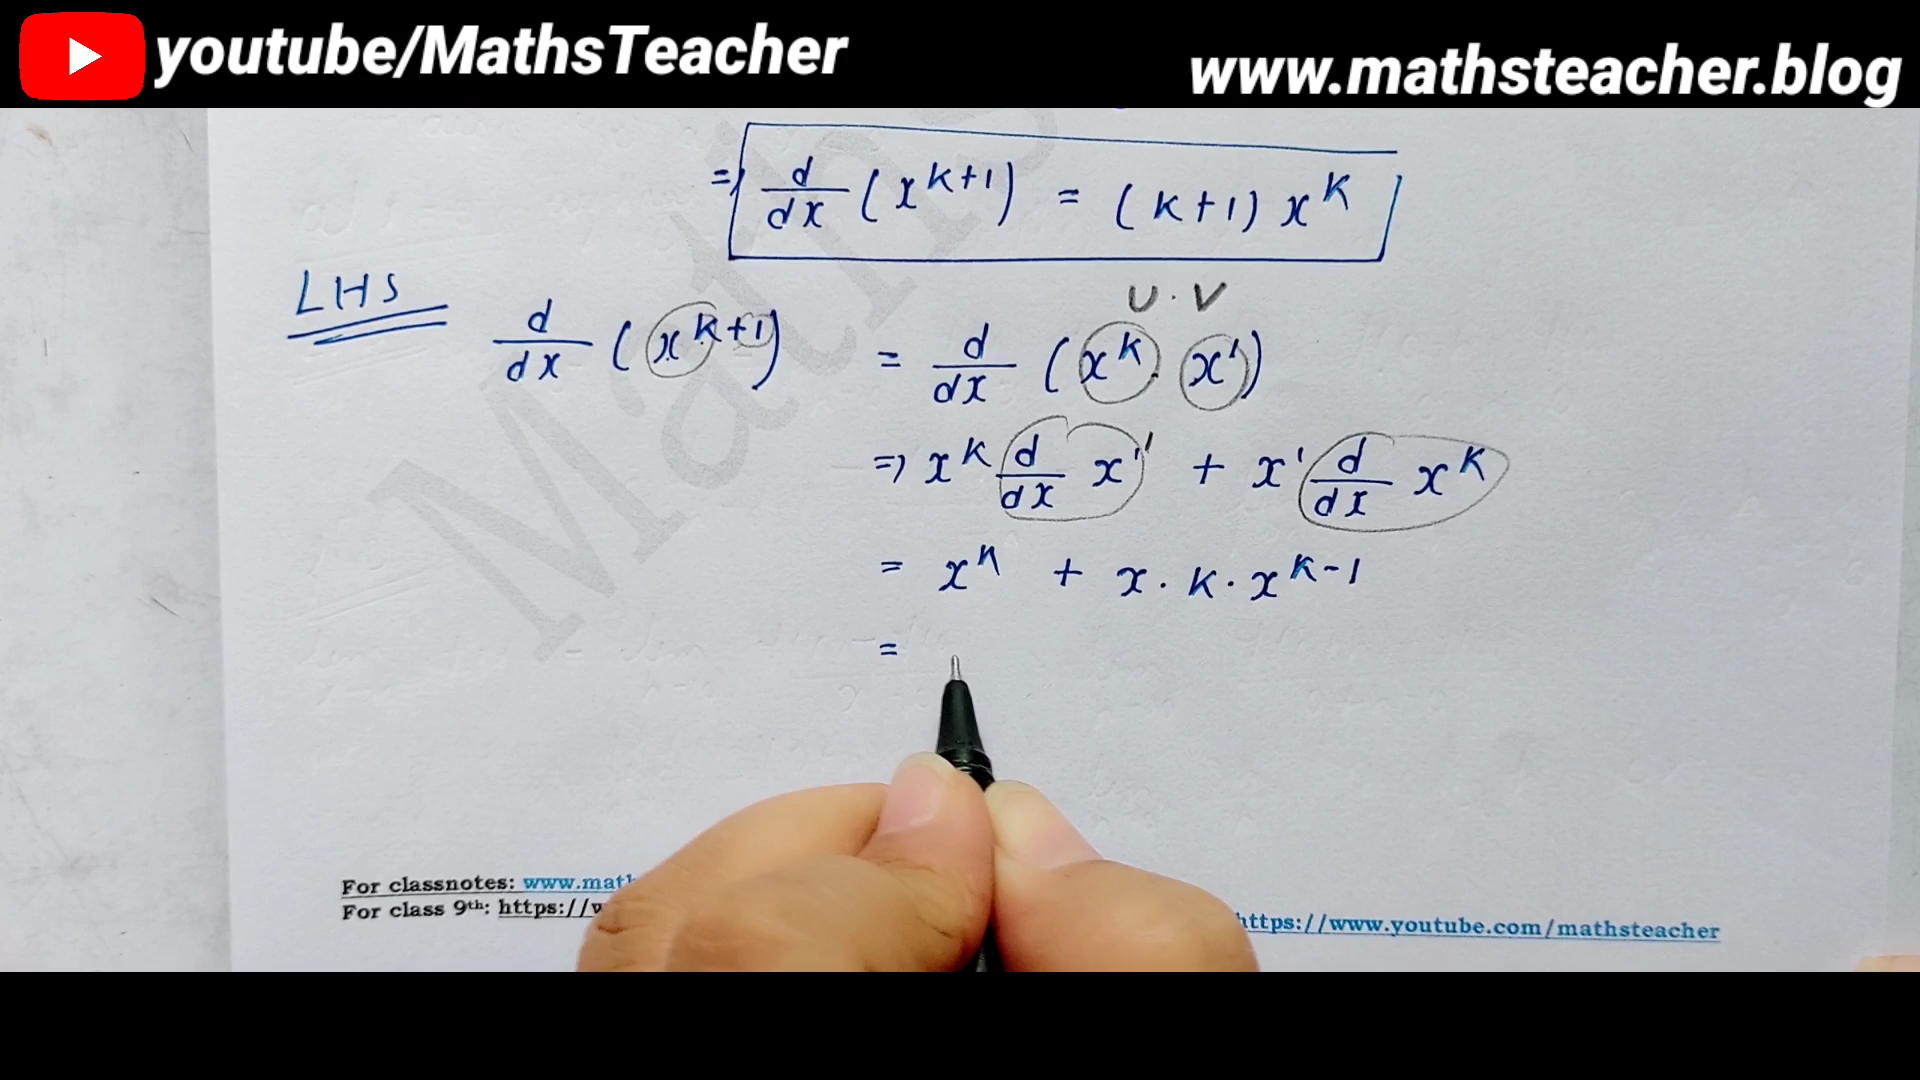 youtube/MathsTeacher
www.mathsteacher.blog
Maths
=> d/dx (x^(k+1)) = (k+1) x^k
LHS
U . V
d/dx (x^(k+1)) = d/dx (x^k . x^1)
=> x^k d/dx x^1 + x^1 d/dx x^k
= x^k + x . k . x^(k-1)
=
For classnotes: www.mat
For class 9th: https://w
https://www.youtube.com/mathsteacher